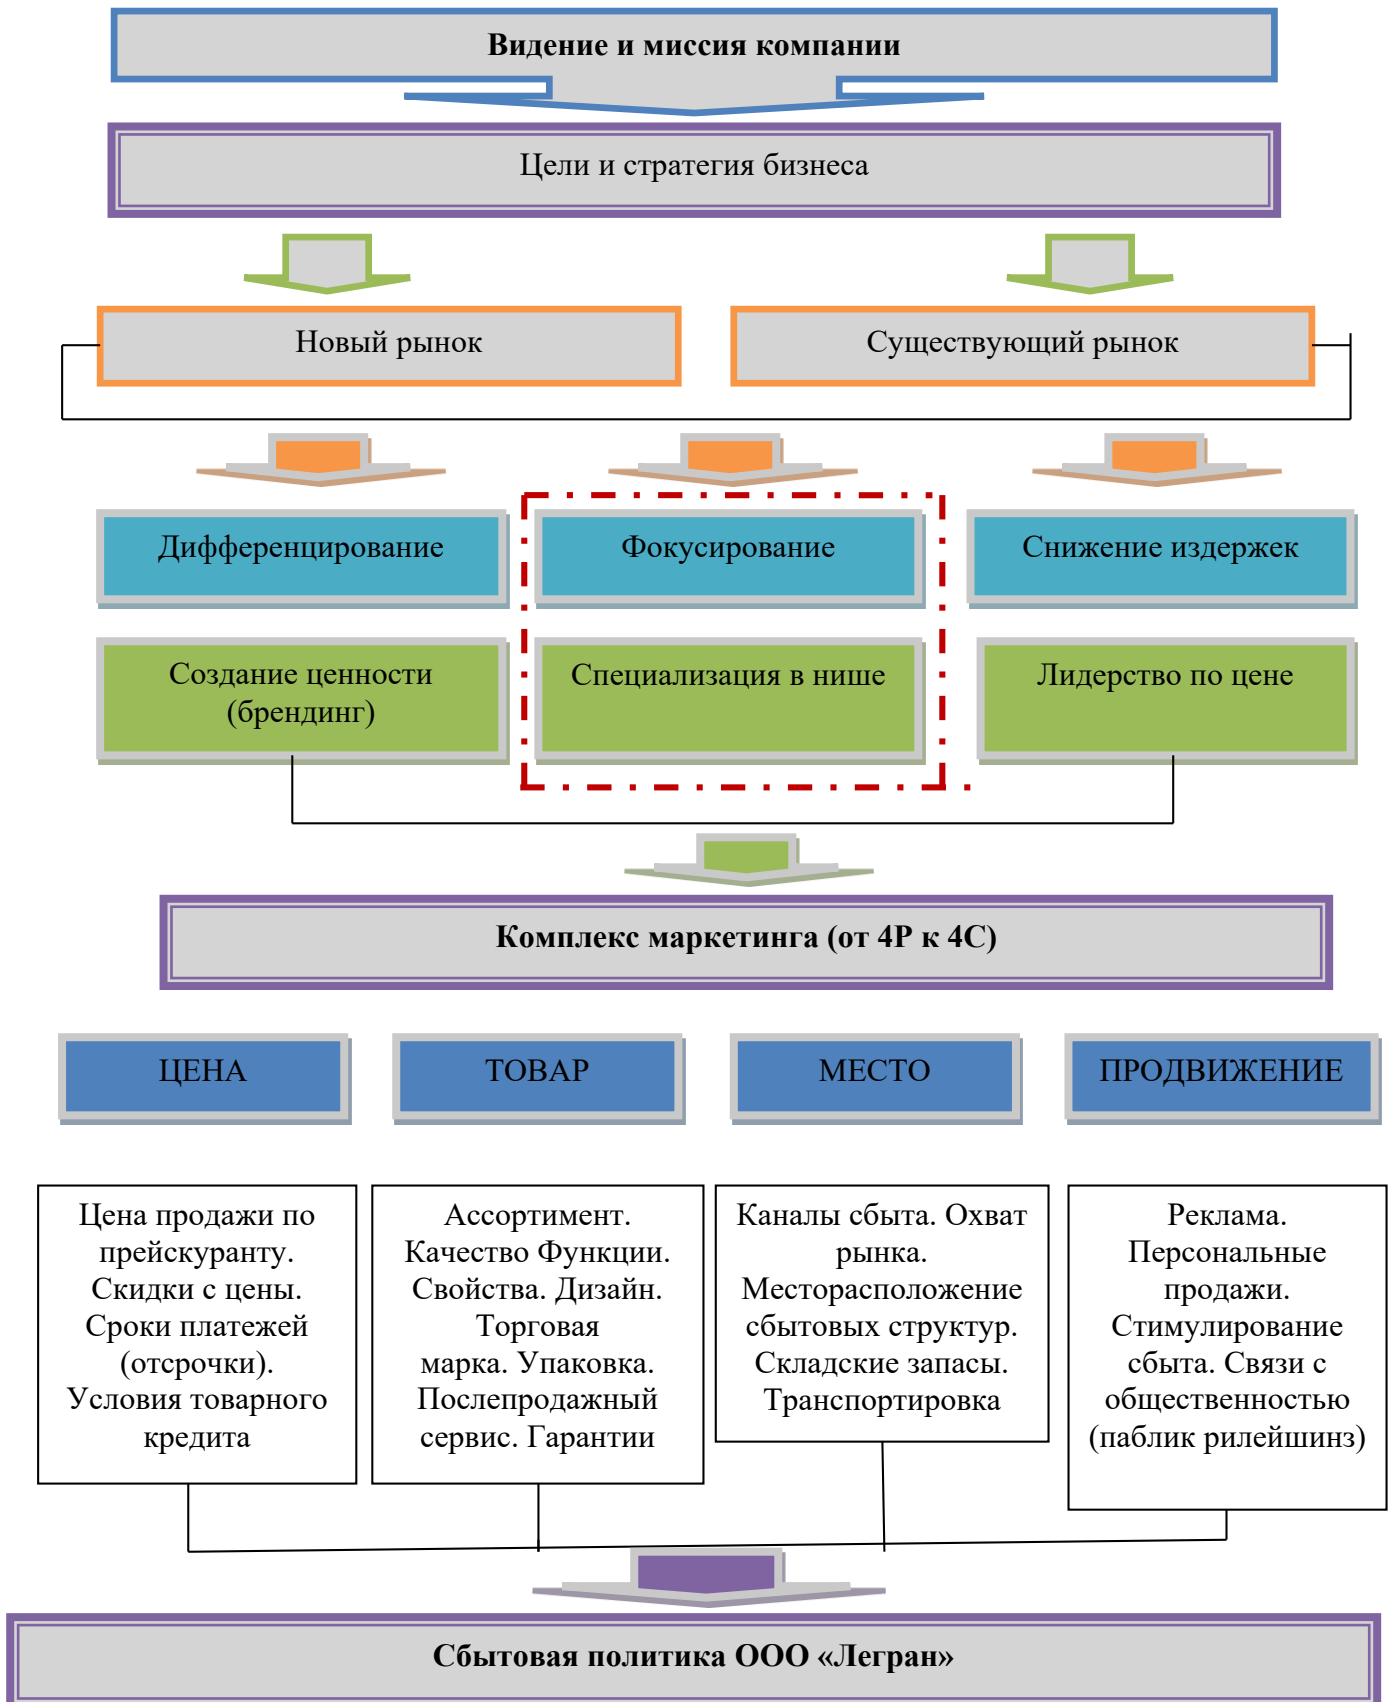 Видение и миссия компании
Цели и стратегия бизнеса
Новый рынок
Существующий рынок
Дифференцирование
Фокусирование
Снижение издержек
Создание ценности
(брендинг)
Специализация в нише
Лидерство по цене
Комплекс маркетинга (от 4Р к 4С)
ЦЕНА
ТОВАР
МЕСТО
ПРОДВИЖЕНИЕ
Цена продажи по
прейскуранту.
Скидки с цены.
Сроки платежей
(отсрочки).
Условия товарного
кредита
Ассортимент.
Качество Функции.
Свойства. Дизайн.
Торговая
марка. Упаковка.
Послепродажный
сервис. Гарантии
Каналы сбыта. Охват
рынка.
Месторасположение
сбытовых структур.
Складские запасы.
Транспортировка
Реклама.
Персональные
продажи.
Стимулирование
сбыта. Связи с
общественностью
(паблик рилейшинз)
Сбытовая политика ООО «Легран»